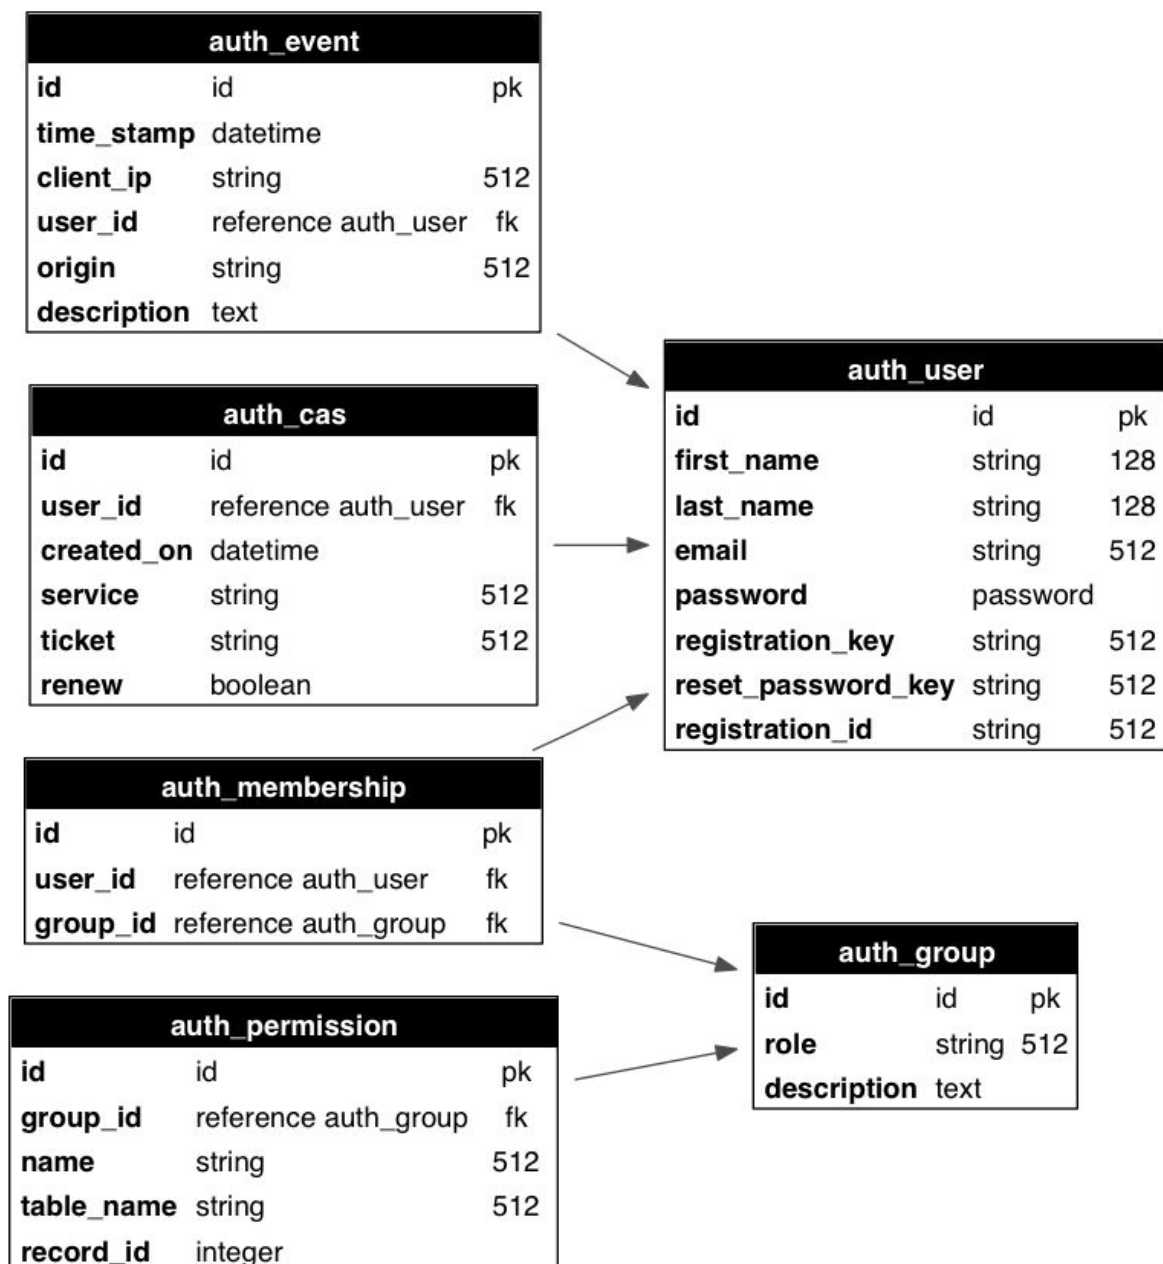 auth_event
id id pk
time_stamp datetime
client_ip string 512
user_id reference auth_user fk
origin string 512
description text
auth_cas
id id pk
user_id reference auth_user fk
created_on datetime
service string 512
ticket string 512
renew boolean
auth_user
id id pk
first_name string 128
last_name string 128
email string 512
password password
registration_key string 512
reset_password_key string 512
registration_id string 512
auth_membership
id id pk
user_id reference auth_user fk
group_id reference auth_group fk
auth_group
id id pk
role string 512
description text
auth_permission
id id pk
group_id reference auth_group fk
name string 512
table_name string 512
record_id integer